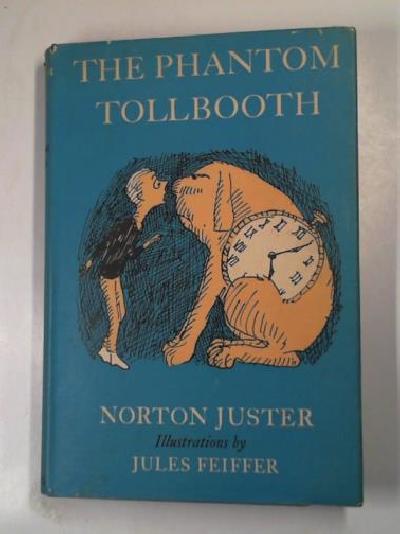 THE PHANTOM
TOLLBOOTH
NORTON JUSTER
Illustrations by
JULES FEIFFER